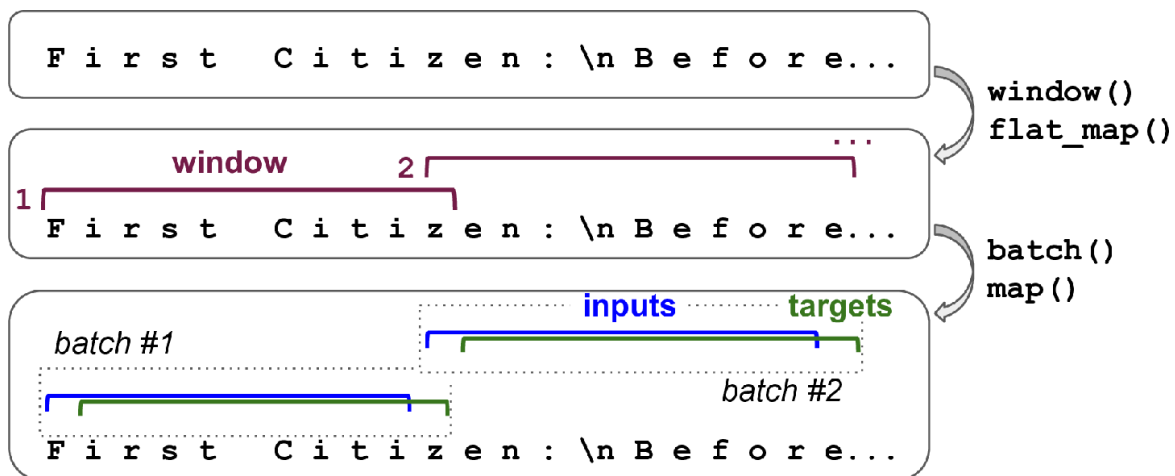 F i r s t   C i t i z e n : \n B e f o r e...
window()
flat_map()
...
window
2
1
F i r s t   C i t i z e n : \n B e f o r e...
batch()
map()
inputs
targets
batch #1
batch #2
F i r s t   C i t i z e n : \n B e f o r e...